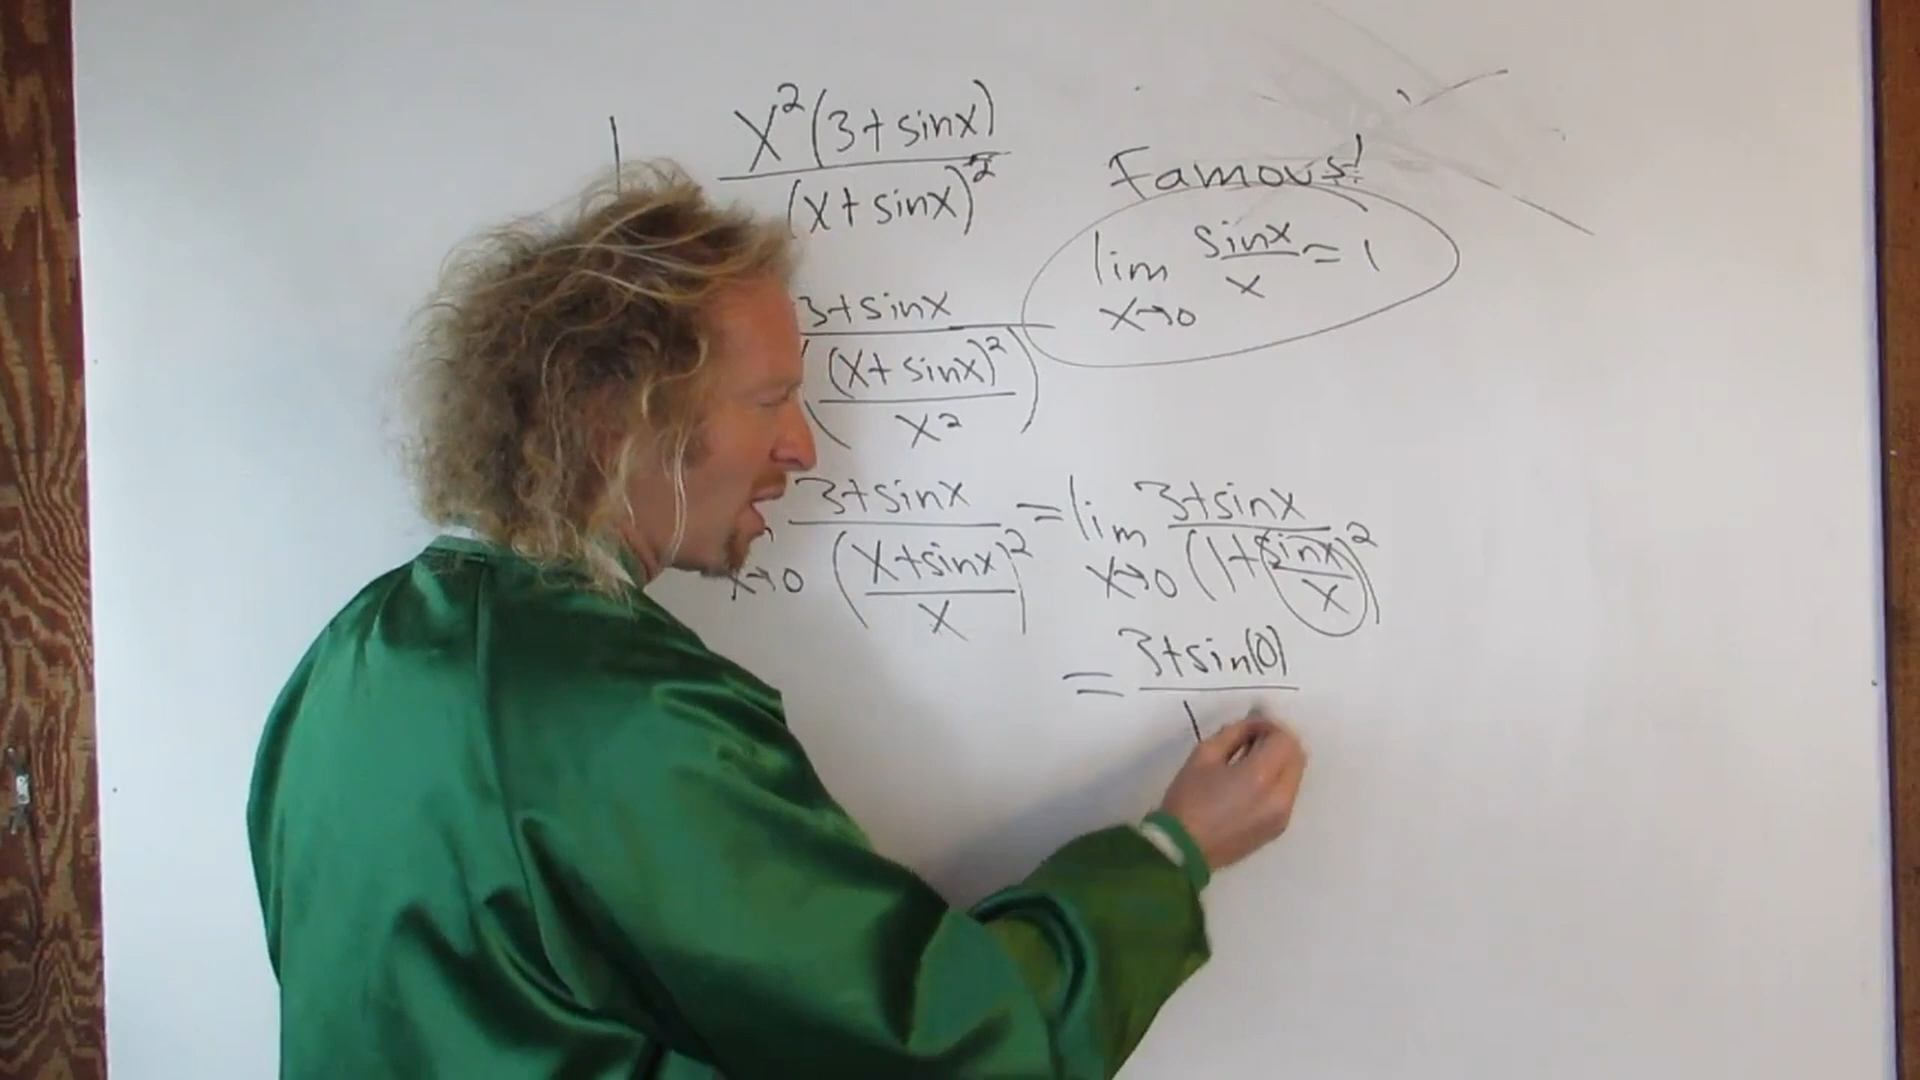 x²(3+sinx)
(x+sinx)²
Famous!
lim sinx/x = 1
x→0
3+sinx
((x+sinx)²/x²)
3+sinx = lim 3+sinx
x→0 (x+sinx/x)² x→0 (1+sinx/x)²
= 3+sin(0)